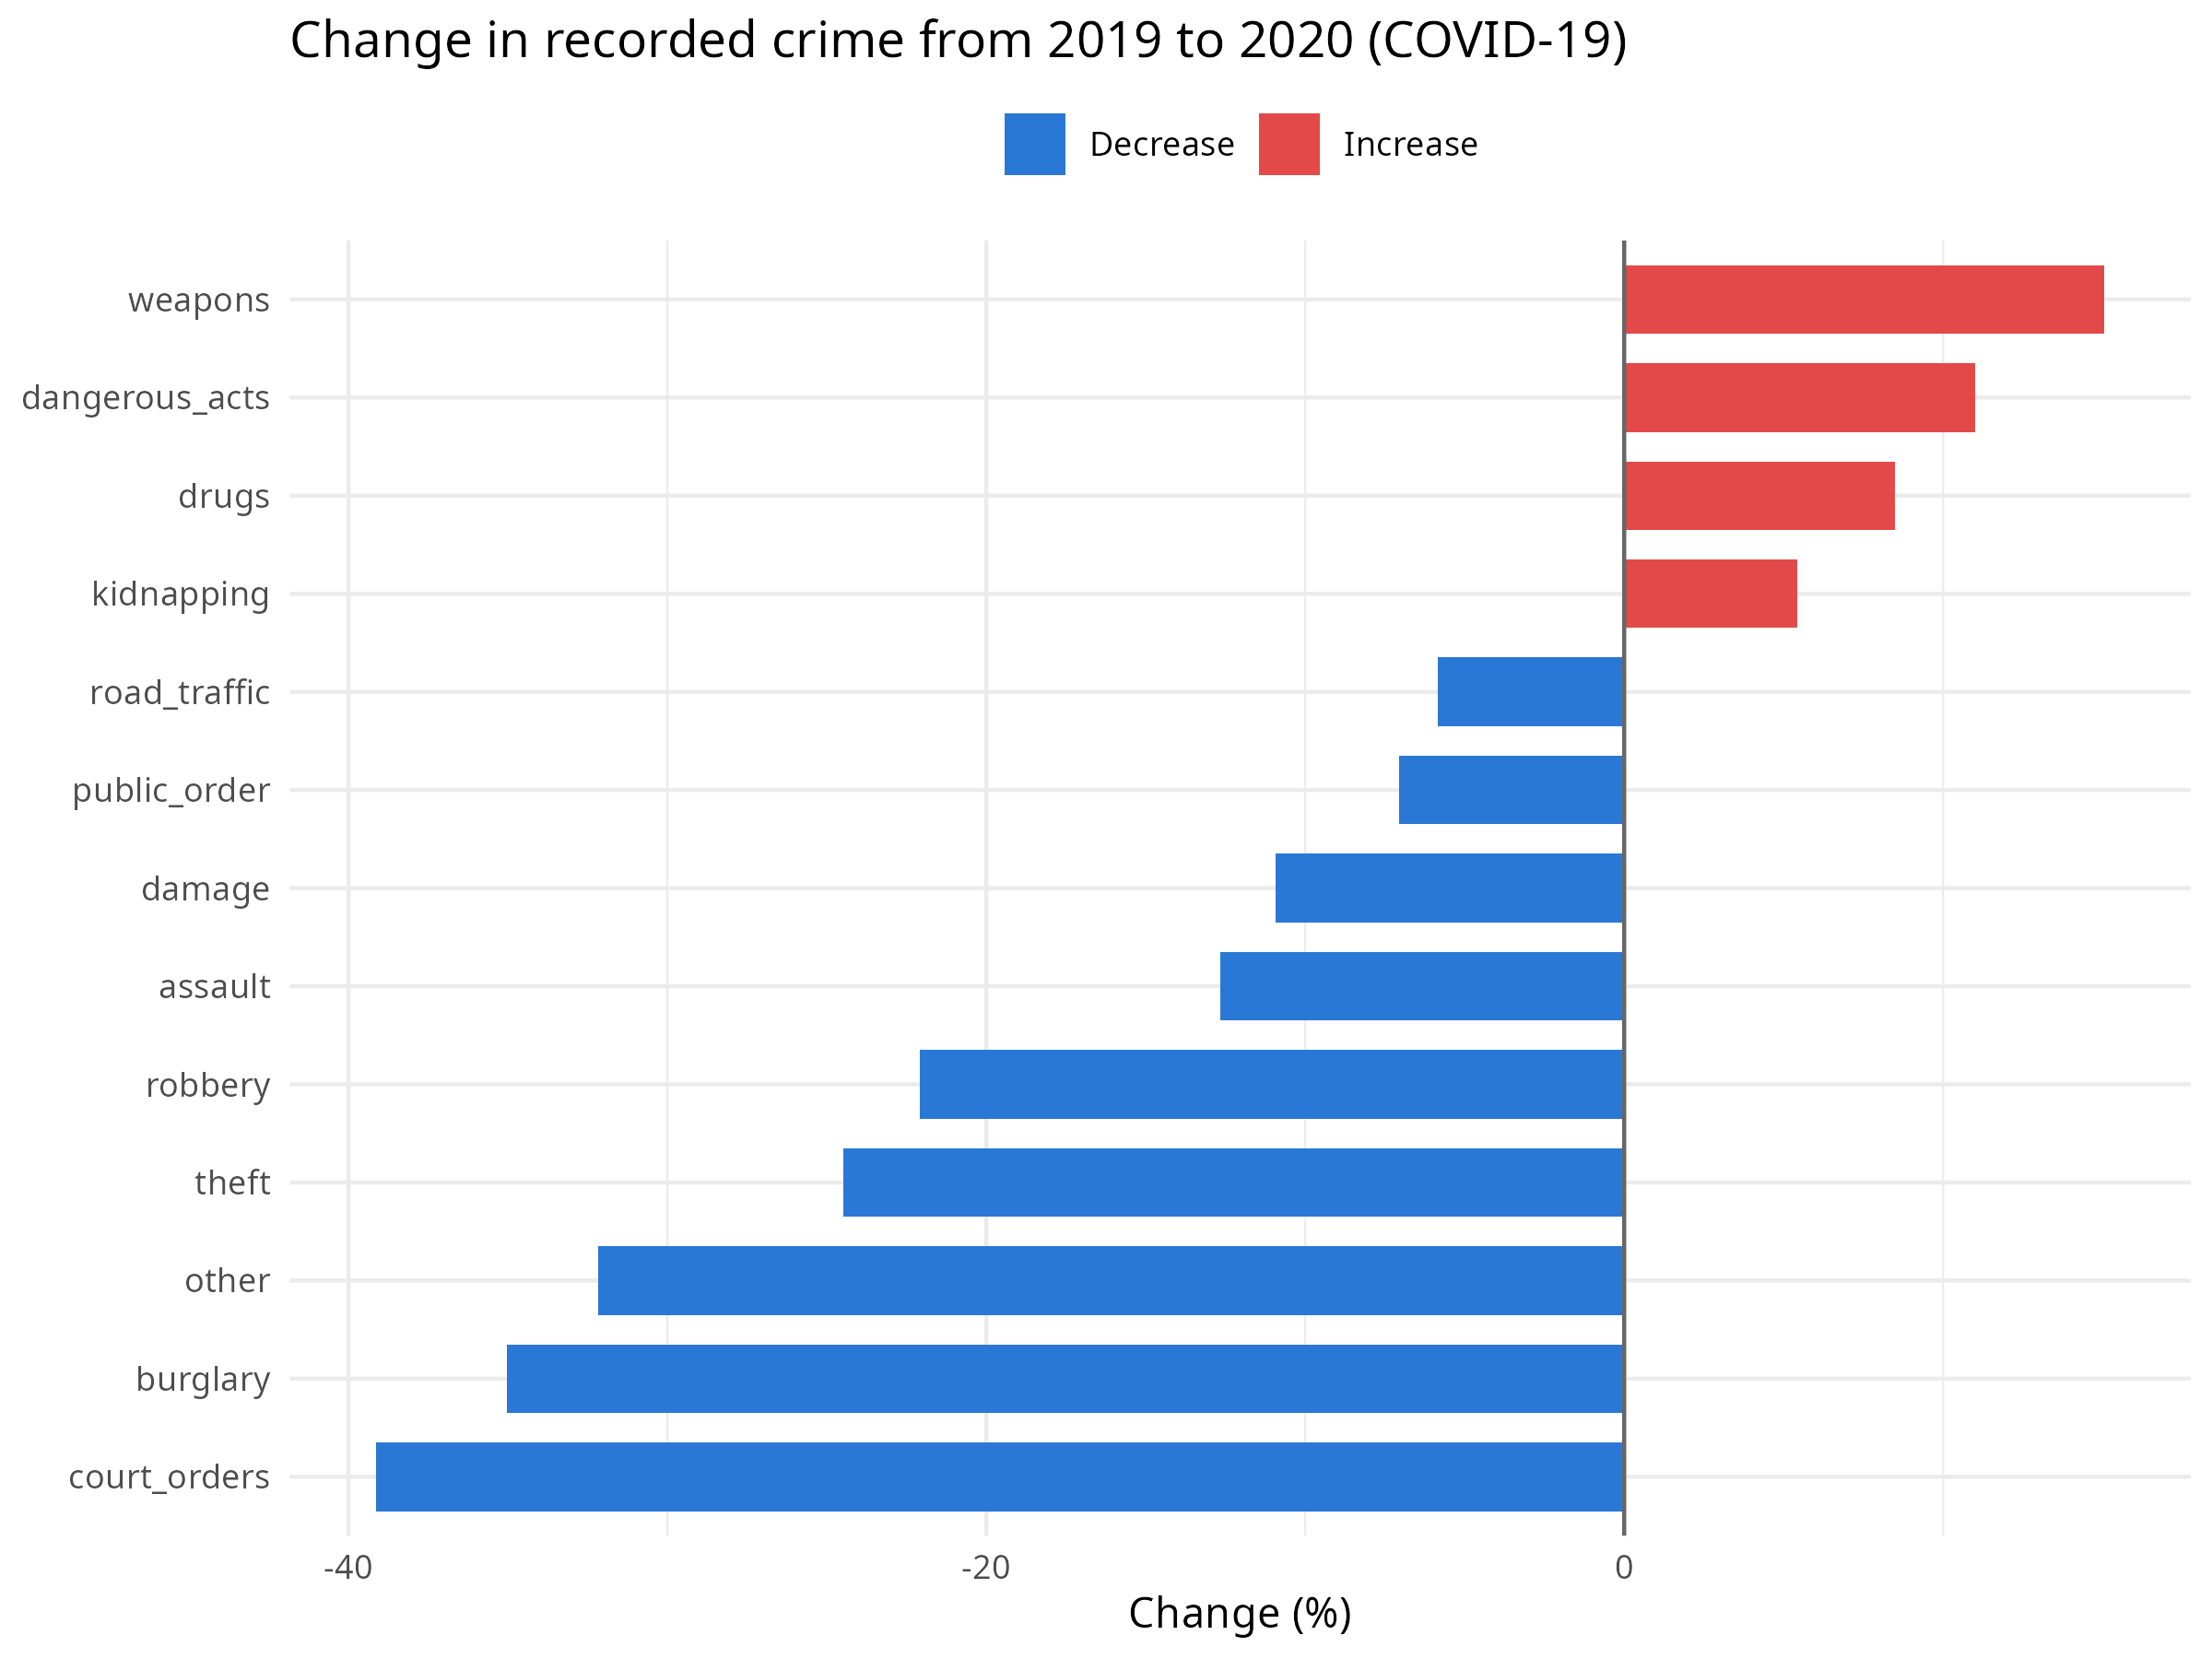 Change in recorded crime from 2019 to 2020 (COVID-19)
Decrease Increase
weapons
dangerous_acts
drugs
kidnapping
road_traffic
public_order
damage
assault
robbery
theft
other
burglary
court_orders
-40 -20 0
Change (%)